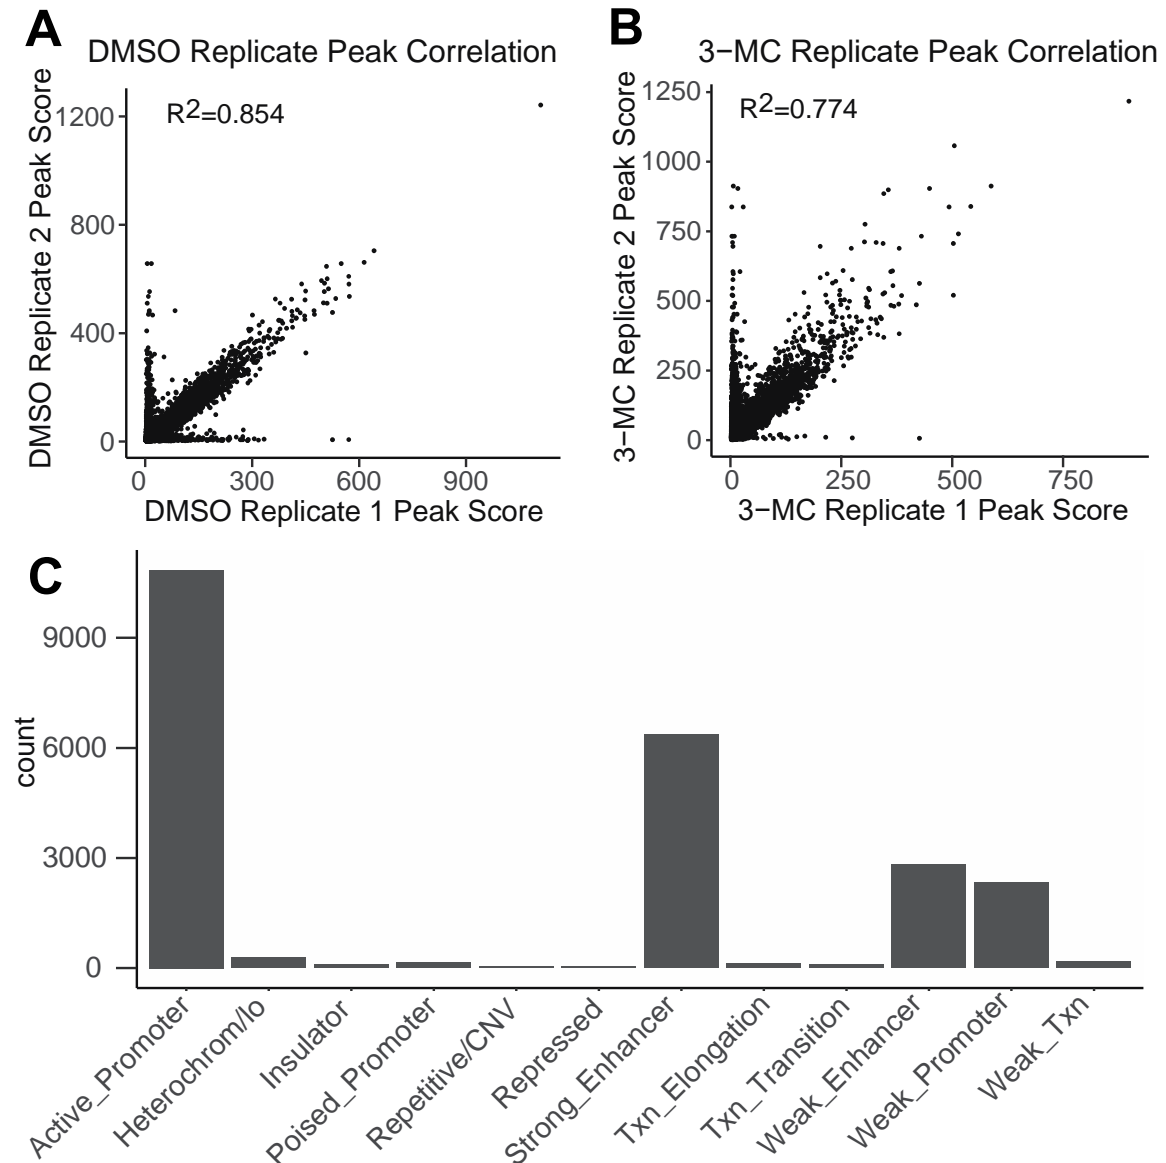 A
DMSO Replicate Peak Correlation
DMSO Replicate 2 Peak Score
R2=0.854
1200
800
400
0
0 300 600 900
DMSO Replicate 1 Peak Score
B
3−MC Replicate Peak Correlation
3−MC Replicate 2 Peak Score
R2=0.774
1250
1000
750
500
250
0
0 250 500 750
3−MC Replicate 1 Peak Score
C
count
9000
6000
3000
0
Active_Promoter
Heterochrom/lo
Insulator
Poised_Promoter
Repetitive/CNV
Repressed
Strong_Enhancer
Txn_Elongation
Txn_Transition
Weak_Enhancer
Weak_Promoter
Weak_Txn